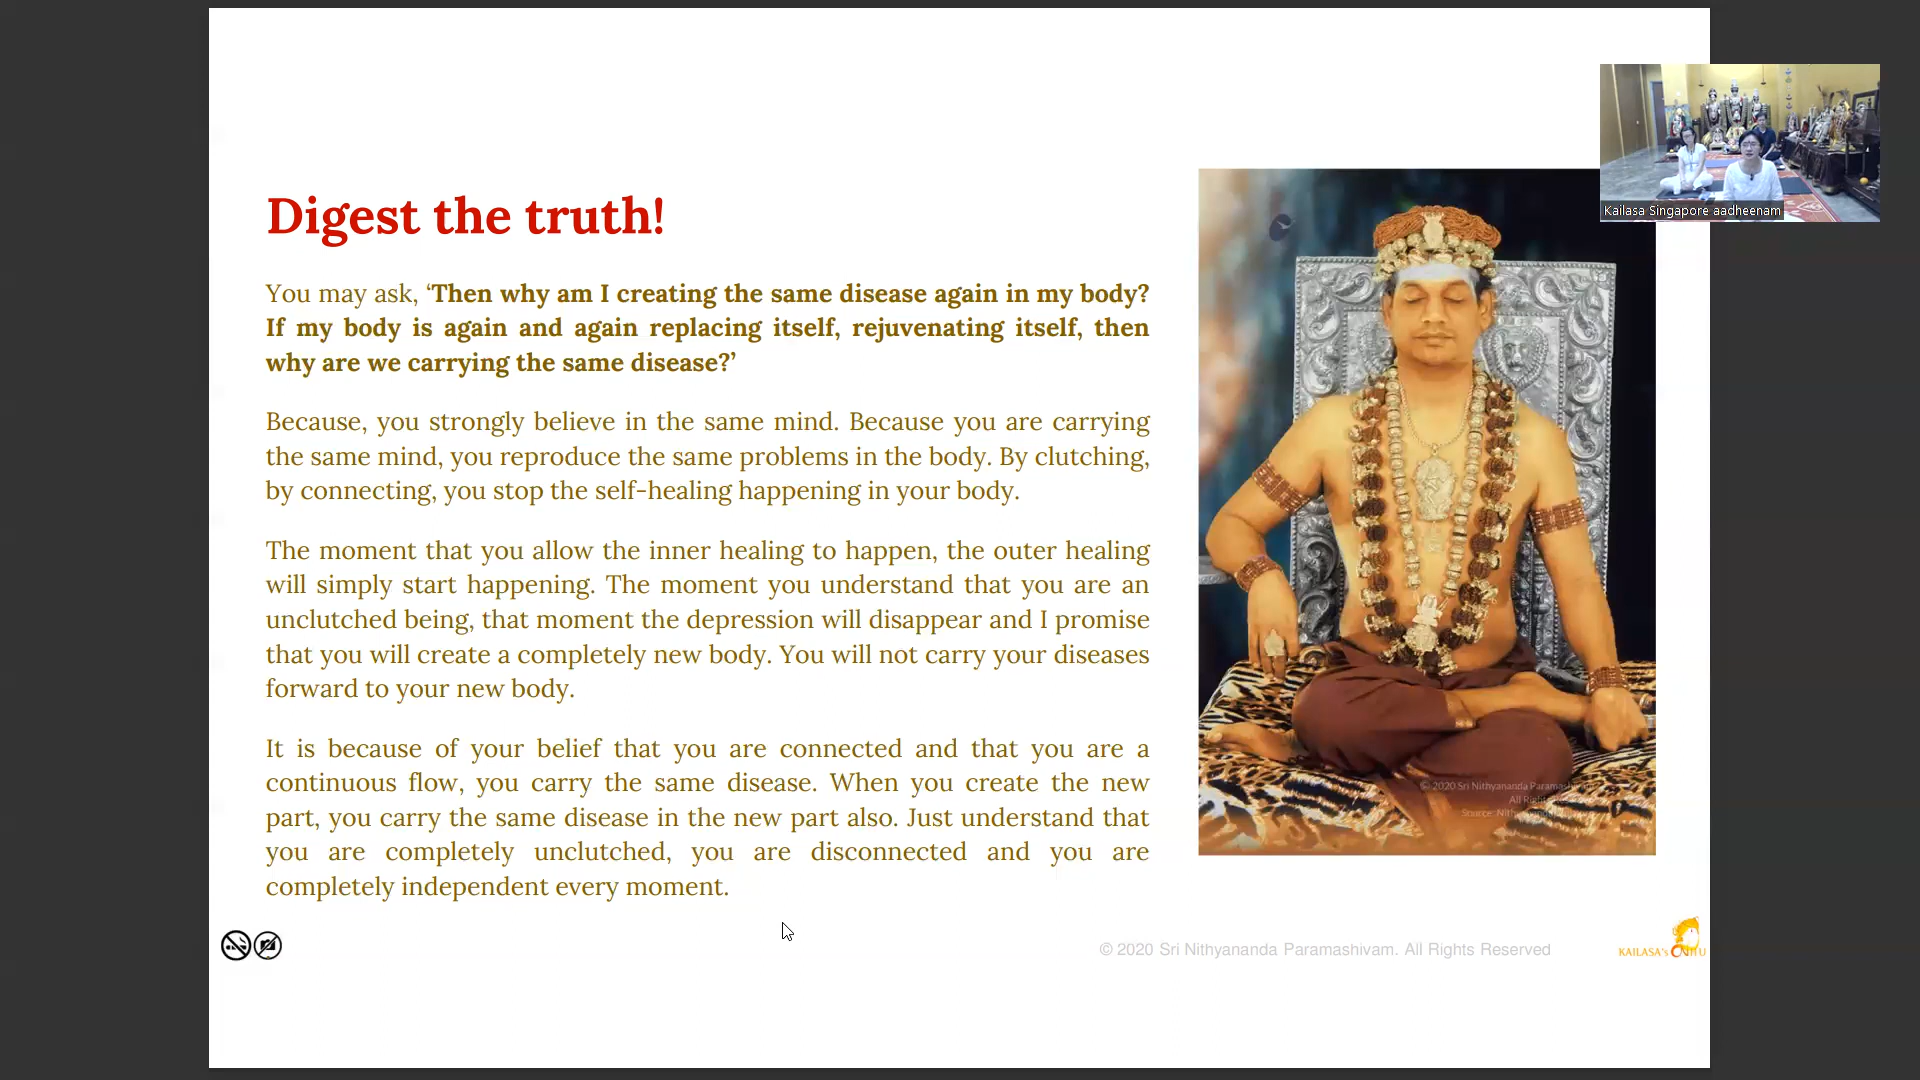 Kailasa Singapore aadheenam
Digest the truth!
You may ask, ‘Then why am I creating the same disease again in my body?
If my body is again and again replacing itself, rejuvenating itself, then
why are we carrying the same disease?’
Because, you strongly believe in the same mind. Because you are carrying
the same mind, you reproduce the same problems in the body. By clutching,
by connecting, you stop the self-healing happening in your body.
The moment that you allow the inner healing to happen, the outer healing
will simply start happening. The moment you understand that you are an
unclutched being, that moment the depression will disappear and I promise
that you will create a completely new body. You will not carry your diseases
forward to your new body.
It is because of your belief that you are connected and that you are a
continuous flow, you carry the same disease. When you create the new
part, you carry the same disease in the new part also. Just understand that
you are completely unclutched, you are disconnected and you are
completely independent every moment.
© 2020 Sri Nithyananda
All
Source:
© 2020 Sri Nithyananda Paramashivam. All Rights Reserved
KAILASA's